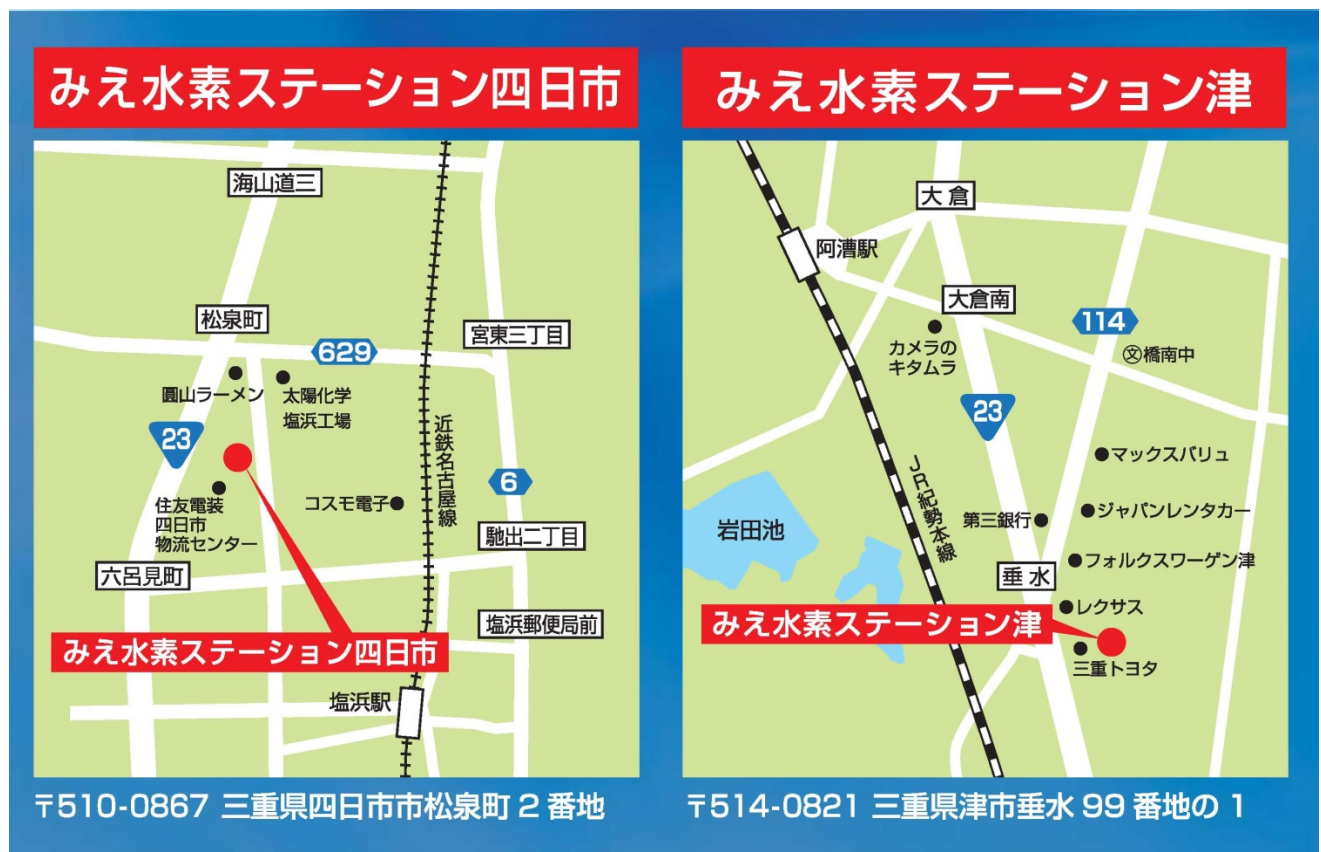 みえ水素ステーション四日市
海山道三
松泉町
629
宮東三丁目
圓山ラーメン
太陽化学
塩浜工場
23
近鉄名古屋線
6
住友電装
四日市
物流センター
コスモ電子
馳出二丁目
六呂見町
塩浜郵便局前
みえ水素ステーション四日市
塩浜駅
〒510-0867 三重県四日市市松泉町2番地
みえ水素ステーション津
大倉
阿漕駅
大倉南
114
カメラの
キタムラ
文橋南中
23
マックスバリュ
JR紀勢本線
岩田池
第三銀行
ジャパンレンタカー
垂水
フォルクスワーゲン津
レクサス
みえ水素ステーション津
三重トヨタ
〒514-0821 三重県津市垂水99番地の1